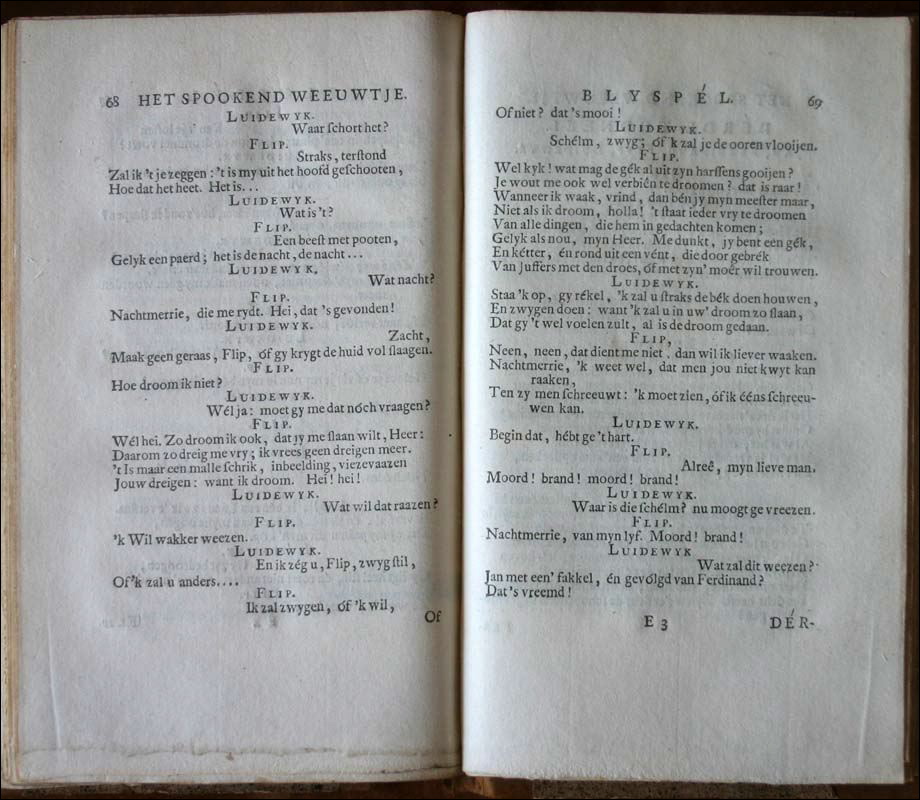 68 HET SPOOKEND WEEUWTJE.
LUIDEWYK.
Waar ſchort het?
FLIP.
Straks, terſtond
Zal ik 't je zeggen: 't is my uit het hoofd geſchooten,
Hoe dat het heet. Het is...
LUIDEWYK.
Wat is 't?
FLIP.
Een beeſt met pooten,
Gelyk een paerd; het is de nacht, de nacht...
LUIDEWYK.
Wat nacht?
FLIP.
Nachtmerrie, die me rydt. Hei, dat 's gevonden!
LUIDEWYK.
Zacht,
Maak geen geraas, Flip, óf gy krygt de huid vol ſlaagen.
FLIP.
Hoe droom ik niet?
LUIDEWYK.
Wél ja: moet gy me dat nóch vraagen?
FLIP.
Wél hei. Zo droom ik ook, dat jy me ſlaan wilt, Heer:
Daarom zo dreig me vry; ik vrees geen dreigen meer.
't Is maar een malle ſchrik, inbeelding, viezevaazen
Jouw dreigen: want ik droom. Hei! hei!
LUIDEWYK.
Wat wil dat raazen?
FLIP.
'k Wil wakker weezen.
LUIDEWYK.
En ik zég u, Flip, zwyg ſtil,
Of 'k zal u anders....
FLIP.
Ik zal zwygen, óf 'k wil,
Of
BLYSPÉL. 69
Of niet? dat 's mooi!
LUIDEWYK.
Schélm, zwyg; óf 'k zal je de ooren vlooijen.
FLIP.
Wel kyk! wat mag de gék al uit zyn harſſens gooijen?
Je wout me ook wel verbiên te droomen? dat is raar!
Wanneer ik waak, vrind, dan bén jy myn meeſter maar,
Niet als ik droom, holla! 't ſtaat ieder vry te droomen
Van alle dingen, die hem in gedachten komen;
Gelyk als nou, myn Heer. Me dunkt, jy bent een gék,
En kétter, én rond uit een vént, die door gebrék
Van Juffers met den droes, óf met zyn' moêr wil trouwen.
LUIDEWYK.
Staa 'k op, gy rékel, 'k zal u ſtraks de bék doen houwen,
En zwygen doen: want 'k zal u in uw' droom zo ſlaan,
Dat gy 't wel voelen zult, al is de droom gedaan.
FLIP,
Neen, neen, dat dient me niet, dan wil ik liever waaken.
Nachtmerrie, 'k weet wel, dat men jou niet kwyt kan
raaken,
Ten zy men ſchreeuwt: 'k moet zien, óf ik ééns ſchreeu-
wen kan.
LUIDEWYK.
Begin dat, hébt ge 't hart.
FLIP.
Alreê, myn lieve man.
Moord! brand! moord! brand!
LUIDEWYK.
Waar is die ſchélm? nu moogt ge vreezen.
FLIP.
Nachtmerrie, van myn lyf. Moord! brand!
LUIDEWYK
Wat zal dit weezen?
Jan met een' fakkel, én gevólgd van Ferdinand?
Dat 's vreemd!
E 3 DÉR-